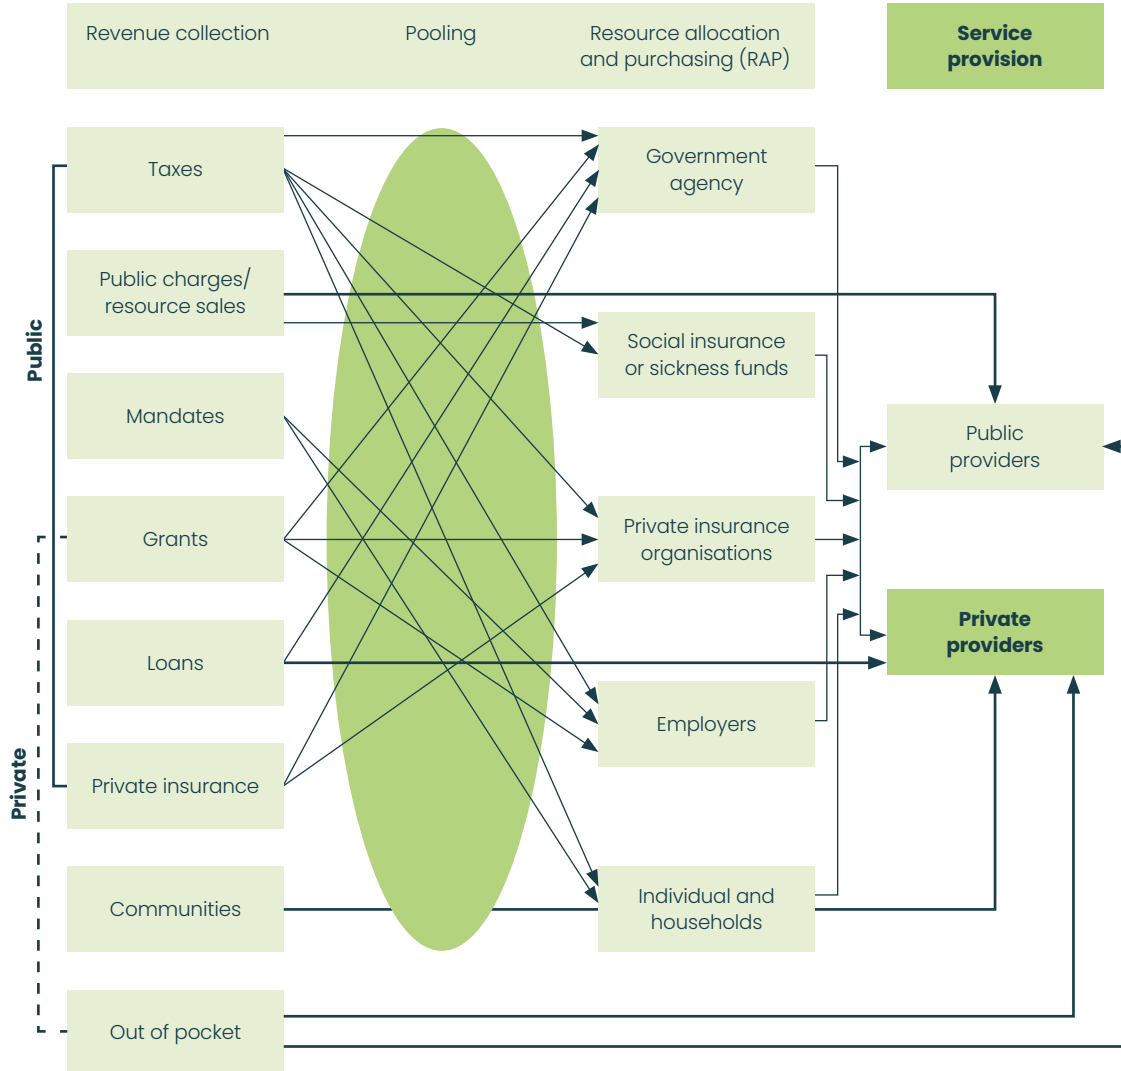 Revenue collection
Pooling
Resource allocation
and purchasing (RAP)
Service
provision
Taxes
Government
agency
Public charges/
resource sales
Social insurance
or sickness funds
Public
Mandates
Public
providers
Grants
Private insurance
organisations
Private
providers
Loans
Employers
Private
Private insurance
Communities
Individual and
households
Out of pocket